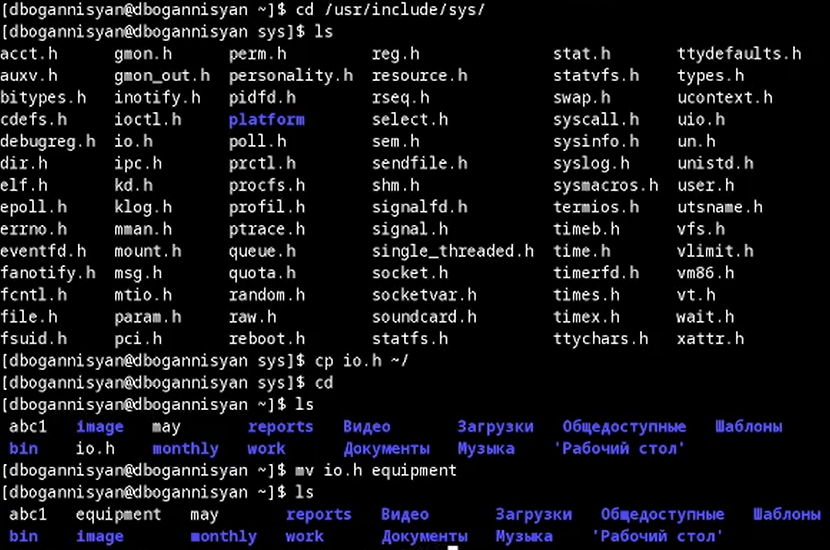 [dbogannisyan@dbogannisyan ~]$ cd /usr/include/sys/
[dbogannisyan@dbogannisyan sys]$ ls
acct.h gmon.h perm.h reg.h stat.h ttydefaults.h
auxv.h gmon_out.h personality.h resource.h statvfs.h types.h
bitypes.h inotify.h pidfd.h rseq.h swap.h ucontext.h
cdefs.h ioctl.h platform select.h syscall.h uio.h
debugreg.h io.h poll.h sem.h sysinfo.h un.h
dir.h ipc.h prctl.h sendfile.h syslog.h unistd.h
elf.h kd.h procfs.h shm.h sysmacros.h user.h
epoll.h klog.h profil.h signalfd.h termios.h utsname.h
errno.h mman.h ptrace.h signal.h timeb.h vfs.h
eventfd.h mount.h queue.h single_threaded.h time.h vlimit.h
fanotify.h msg.h quota.h socket.h timerfd.h vm86.h
fcntl.h mtio.h random.h socketvar.h times.h vt.h
file.h param.h raw.h soundcard.h timex.h wait.h
fsuid.h pci.h reboot.h statfs.h ttychars.h xattr.h
[dbogannisyan@dbogannisyan sys]$ cp io.h ~/
[dbogannisyan@dbogannisyan sys]$ cd
[dbogannisyan@dbogannisyan ~]$ ls
abc1 image may reports Видео Загрузки Общедоступные Шаблоны
bin io.h monthly work Документы Музыка 'Рабочий стол'
[dbogannisyan@dbogannisyan ~]$ mv io.h equipment
[dbogannisyan@dbogannisyan ~]$ ls
abc1 equipment may reports Видео Загрузки Общедоступные Шаблоны
bin image monthly work Документы Музыка 'Рабочий стол'